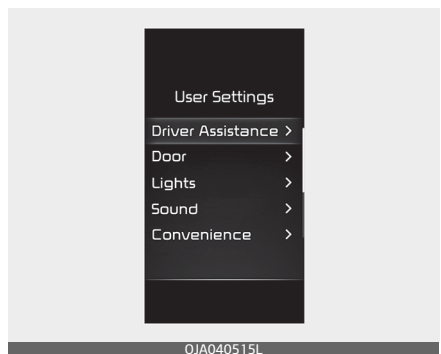 User Settings
Driver Assistance >
Door >
Lights >
Sound >
Convenience >
OJA040515L